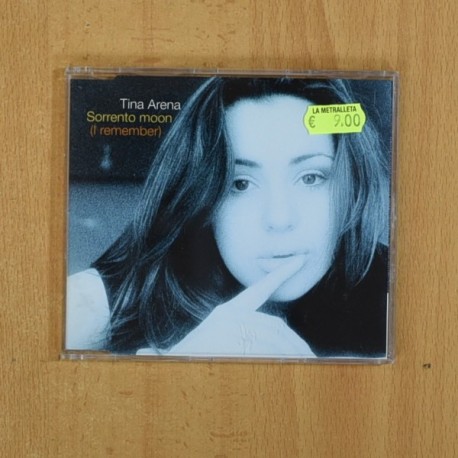 Tina Arena
Sorrento moon
(I remember)
LA METRALLETA
€ 9.00